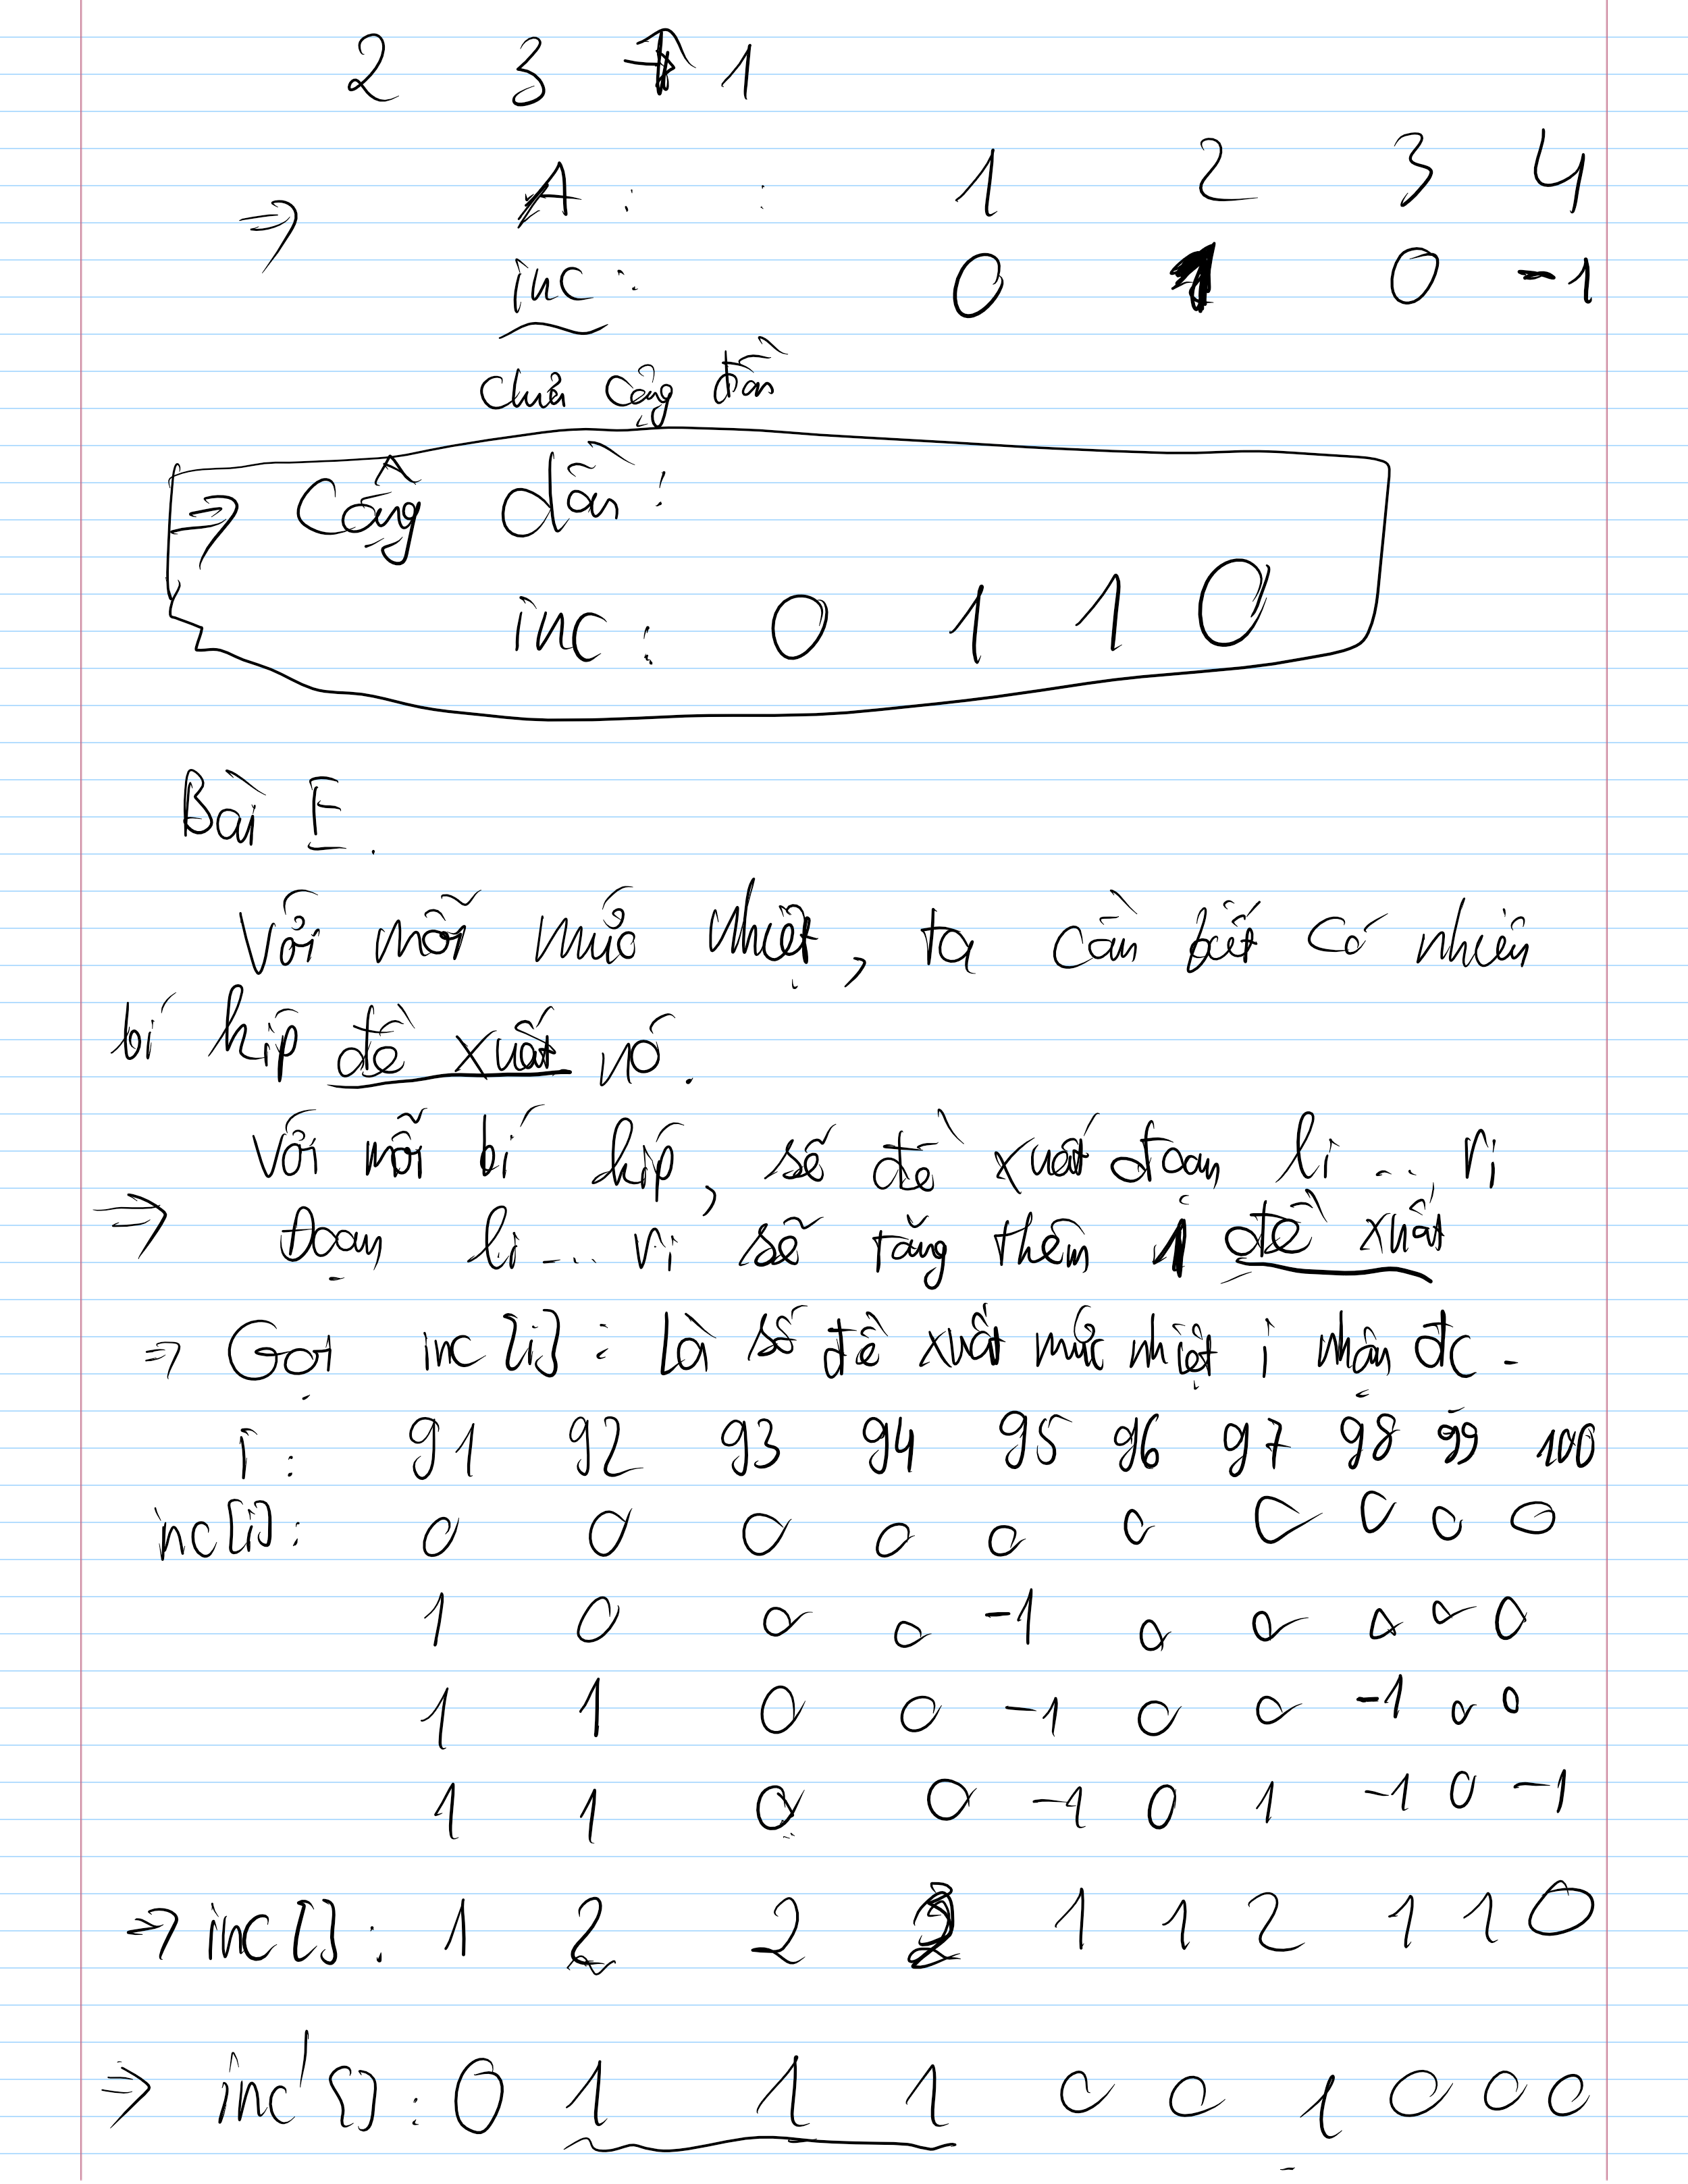 2 3 1
⇒ A : : 1 2 3 4
inc : 0 1 0 -1
chưa cộng dồn
⇒ Cộng dồn :
inc : 0 1 1 0
Bài E.
Với mỗi mức nhiệt, ta cần biết có nhiêu
bí kíp đề xuất nó.
Với mỗi bí kíp, sẽ đề xuất đoạn li ... ri
⇒ Đoạn li .... ri sẽ tăng thêm 1 đề xuất
⇒ Gọi inc[i] : là số đề xuất mức nhiệt i nhận đc.
i : 91 92 93 94 95 96 97 98 99 100
inc[i] : 0 0 0 0 0 0 0 0 0 0
1 0 0 0 -1 0 0 0 0 0
1 1 0 0 -1 0 0 -1 0 0
1 1 0 0 -1 0 1 -1 0 -1
⇒ inc[] : 1 2 2 2 1 1 2 1 1 0
⇒ inc'[] : 0 1 1 1 0 0 1 0 0 0